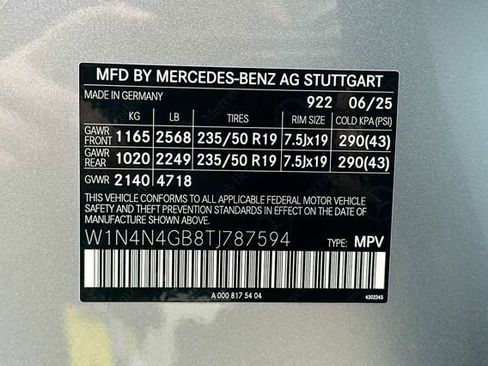 MFD BY MERCEDES-BENZ AG STUTTGART
MADE IN GERMANY 922 06/25
KG LB TIRES RIM SIZE COLD KPA(PSI)
GAWR FRONT 1165 2568 235/50 R19 7.5Jx19 290(43)
GAWR REAR 1020 2249 235/50 R19 7.5Jx19 290(43)
GVWR 2140 4718
THIS VEHICLE CONFORMS TO ALL APPLICABLE FEDERAL MOTOR VEHICLE
SAFETY, BUMPER, AND THEFT PREVENTION STANDARDS IN EFFECT ON THE
DATE OF MANUFACTURE SHOWN ABOVE
W1N4N4GB8TJ787594 TYPE: MPV
A 000 817 54 04
4302345